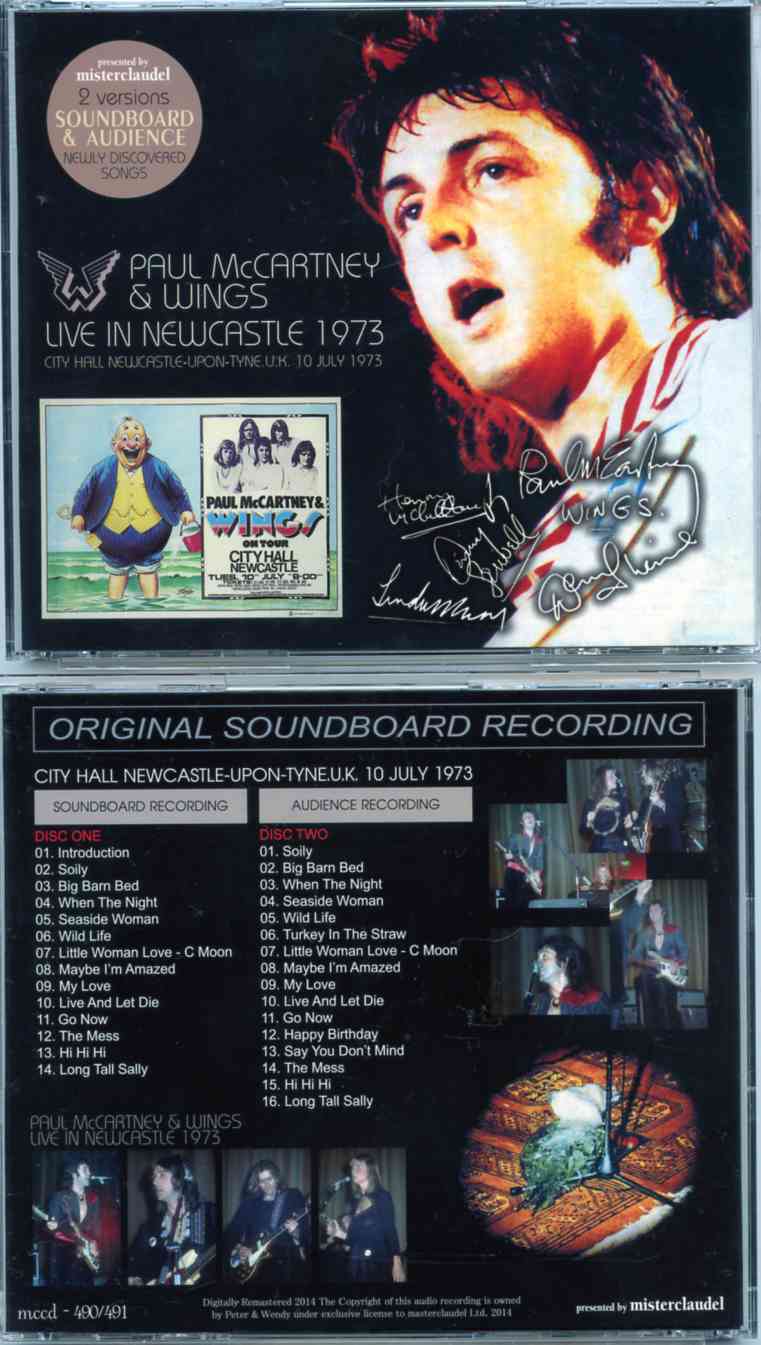 presented by
misterclaudel
2 versions
SOUNDBOARD
& AUDIENCE
NEWLY DISCOVERED
SONGS
PAUL McCARTNEY
& WINGS
LIVE IN NEWCASTLE 1973
CITY HALL NEWCASTLE-UPON-TYNE.U.K. 10 JULY 1973
PAUL McCARTNEY &
WINGS
ON TOUR
CITY HALL
NEWCASTLE
TUES. 10TH JULY 8-00PM
Paul McCartney
WINGS.
ORIGINAL SOUNDBOARD RECORDING
CITY HALL NEWCASTLE-UPON-TYNE.U.K. 10 JULY 1973
SOUNDBOARD RECORDING
DISC ONE
01. Introduction
02. Soily
03. Big Barn Bed
04. When The Night
05. Seaside Woman
06. Wild Life
07. Little Woman Love - C Moon
08. Maybe I'm Amazed
09. My Love
10. Live And Let Die
11. Go Now
12. The Mess
13. Hi Hi Hi
14. Long Tall Sally
AUDIENCE RECORDING
DISC TWO
01. Soily
02. Big Barn Bed
03. When The Night
04. Seaside Woman
05. Wild Life
06. Turkey In The Straw
07. Little Woman Love - C Moon
08. Maybe I'm Amazed
09. My Love
10. Live And Let Die
11. Go Now
12. Happy Birthday
13. Say You Don't Mind
14. The Mess
15. Hi Hi Hi
16. Long Tall Sally
PAUL McCARTNEY & WINGS
LIVE IN NEWCASTLE 1973
mccd - 490/491
Digitally Remastered 2014 The Copyright of this audio recording is owned
by Peter & Wendy under exclusive license to masterclaudel Ltd. 2014
presented by misterclaudel